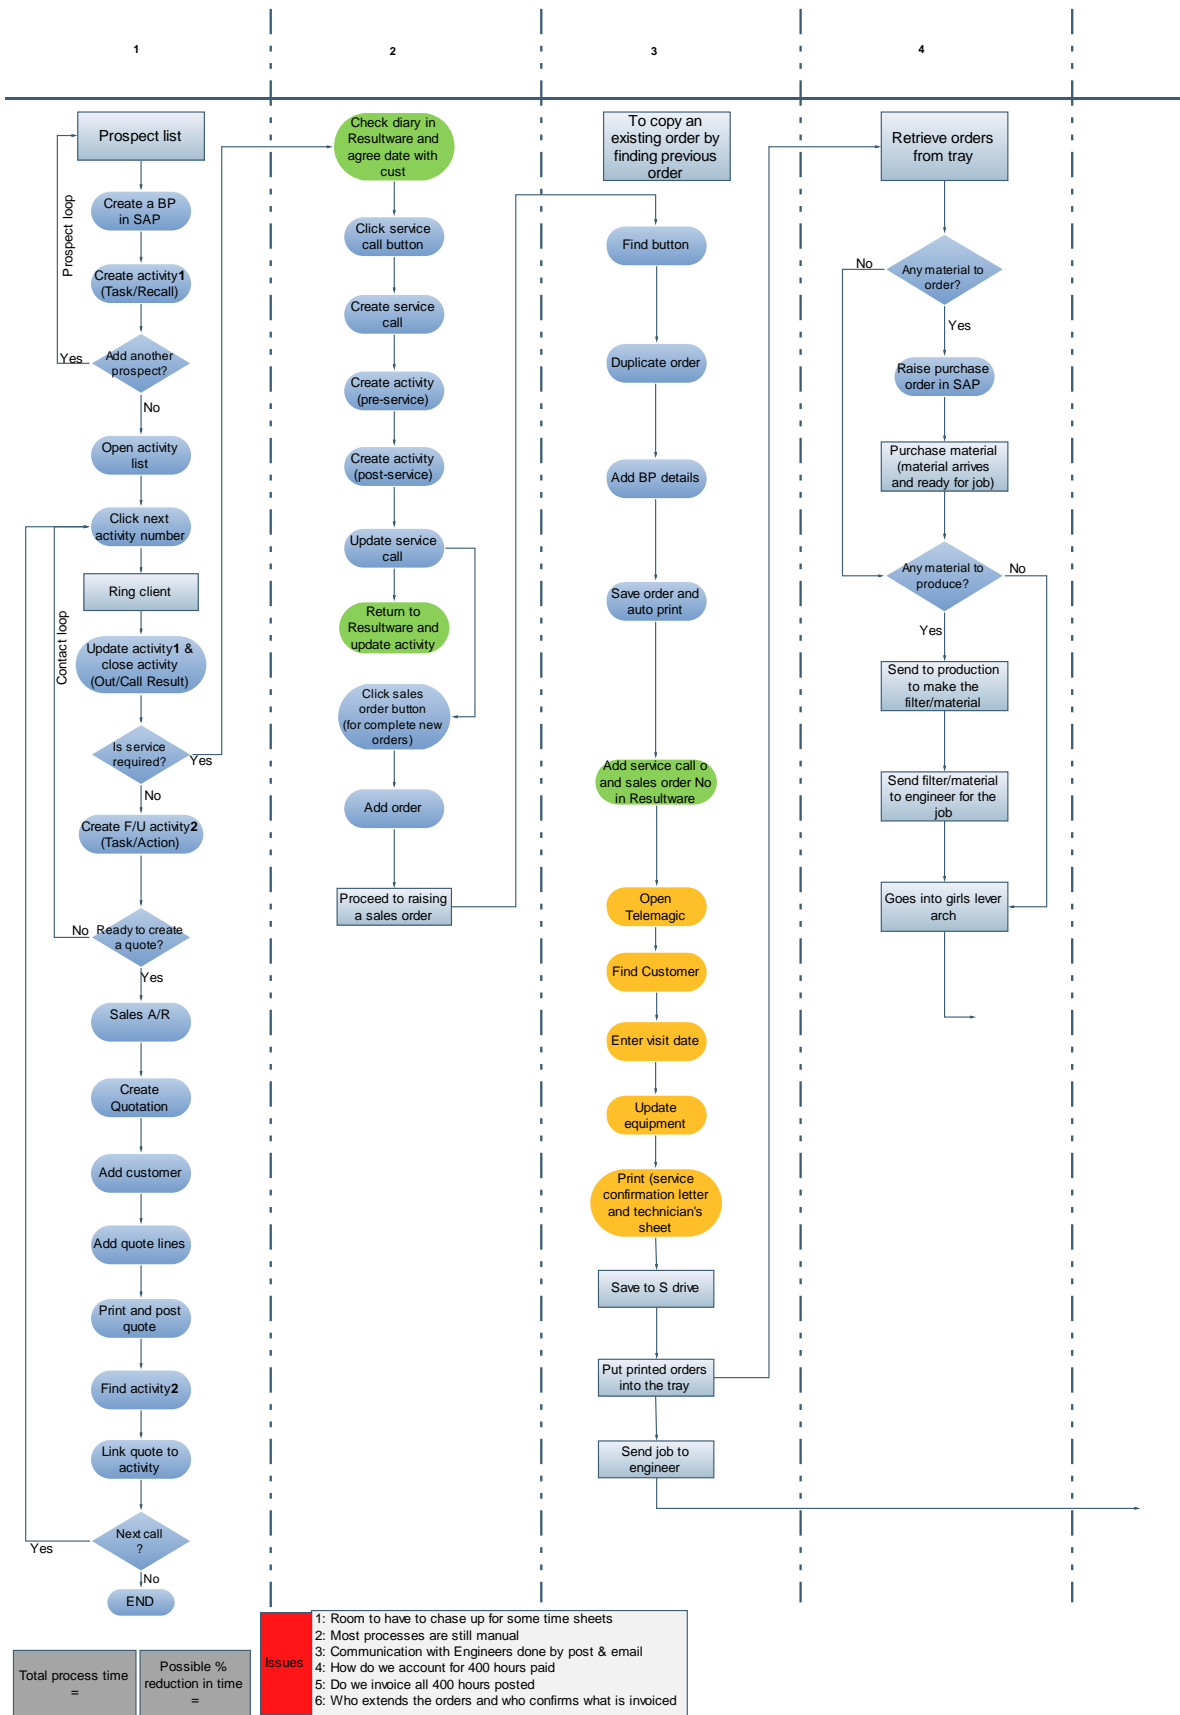 1
2
3
4
Prospect list
Prospect loop
Create a BP
in SAP
Create activity1
(Task/Recall)
Yes
Add another
prospect?
No
Open activity
list
Click next
activity number
Ring client
Contact loop
Update activity1 &
close activity
(Out/Call Result)
Is service
required?
Yes
No
Create F/U activity2
(Task/Action)
No
Ready to create
a quote?
Yes
Sales A/R
Create
Quotation
Add customer
Add quote lines
Print and post
quote
Find activity2
Link quote to
activity
Next call
?
Yes
No
END
Check diary in
Resultware and
agree date with
cust
Click service
call button
Create service
call
Create activity
(pre-service)
Create activity
(post-service)
Update service
call
Return to
Resultware and
update activity
Click sales
order button
(for complete new
orders)
Add order
Proceed to raising
a sales order
To copy an
existing order by
finding previous
order
Find button
Duplicate order
Add BP details
Save order and
auto print
Add service call o
and sales order No
in Resultware
Open
Telemagic
Find Customer
Enter visit date
Update
equipment
Print (service
confirmation letter
and technician's
sheet
Save to S drive
Put printed orders
into the tray
Send job to
engineer
Retrieve orders
from tray
Any material to
order?
No
Yes
Raise purchase
order in SAP
Purchase material
(material arrives
and ready for job)
Any material to
produce?
No
Yes
Send to production
to make the
filter/material
Send filter/material
to engineer for the
job
Goes into girls lever
arch
Total process time
=
Possible %
reduction in time
=
Issues
1: Room to have to chase up for some time sheets
2: Most processes are still manual
3: Communication with Engineers done by post & email
4: How do we account for 400 hours paid
5: Do we invoice all 400 hours posted
6: Who extends the orders and who confirms what is invoiced